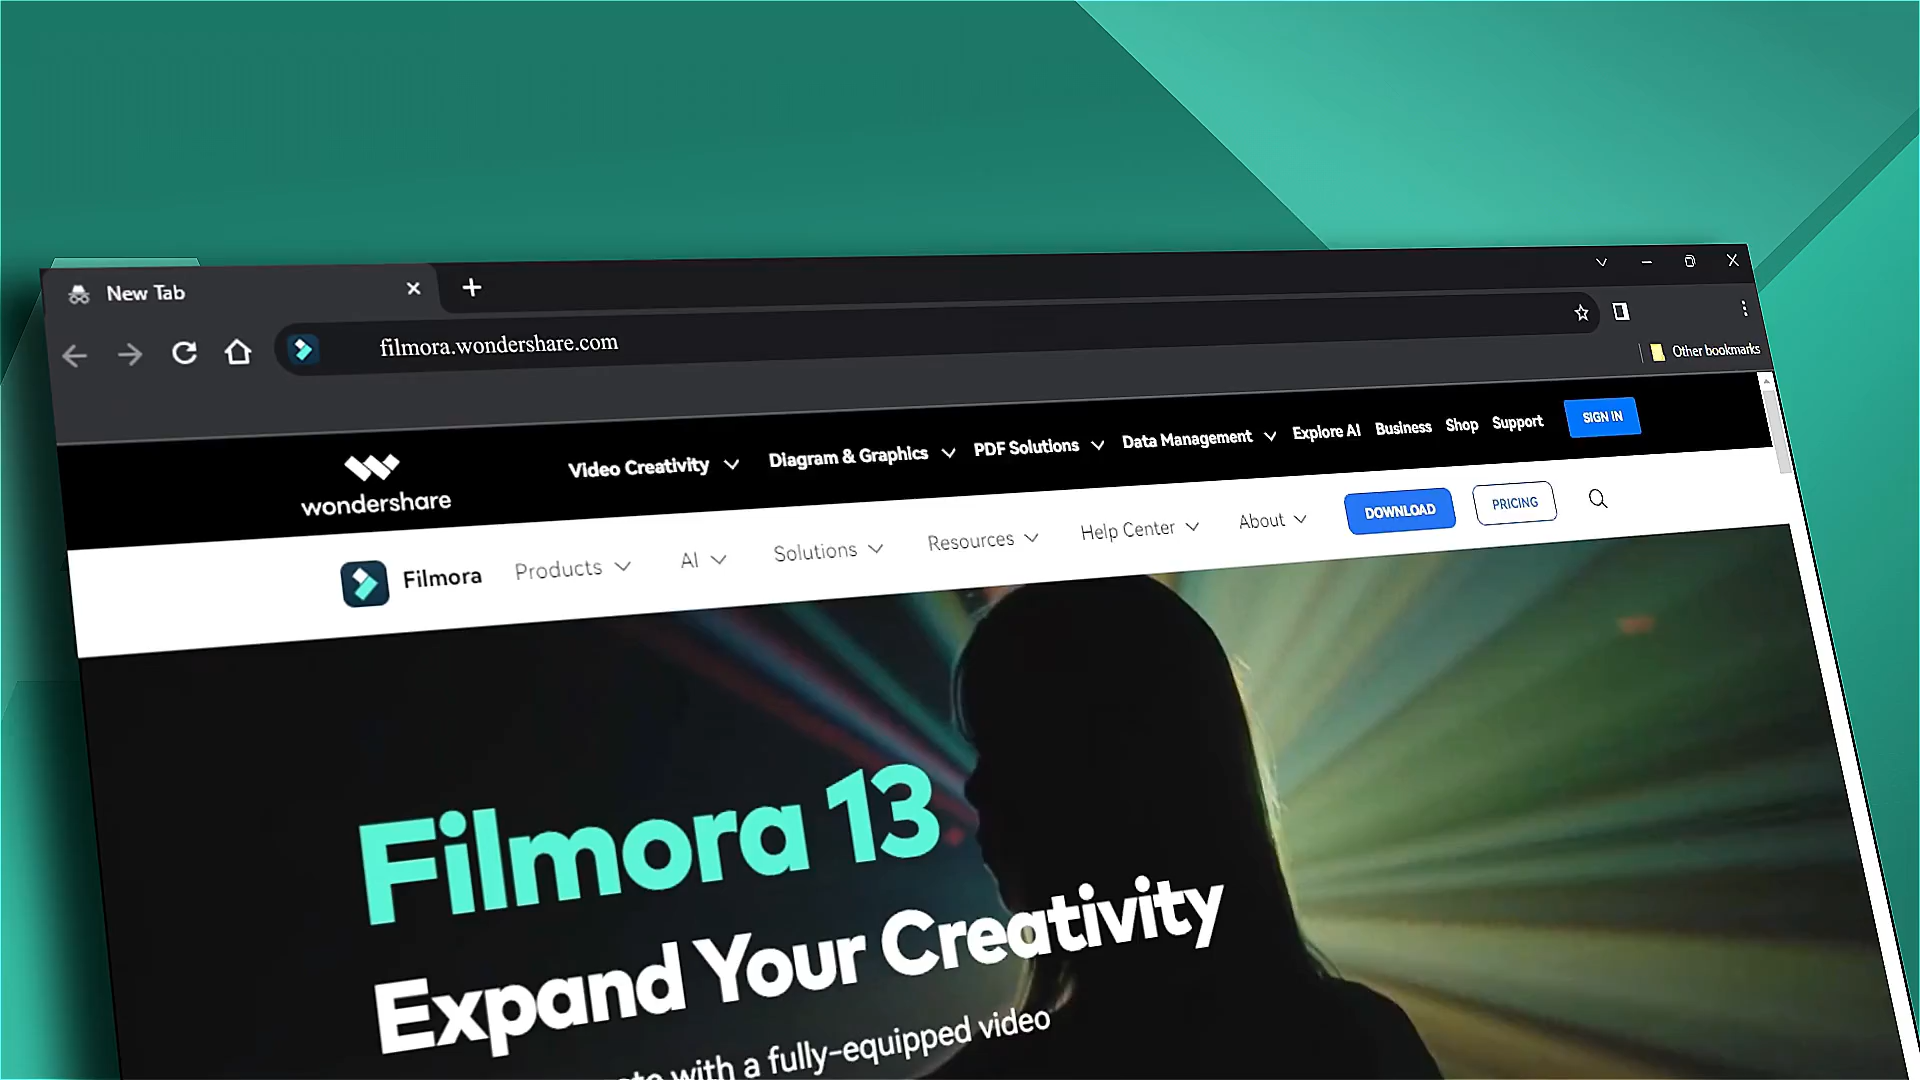 New Tab
filmora.wondershare.com
Other bookmarks
wondershare
Video Creativity
Diagram & Graphics
PDF Solutions
Data Management
Explore AI
Business
Shop
Support
SIGN IN
Filmora
Products
AI
Solutions
Resources
Help Center
About
DOWNLOAD
PRICING
Filmora 13
Expand Your Creativity
with a fully-equipped video